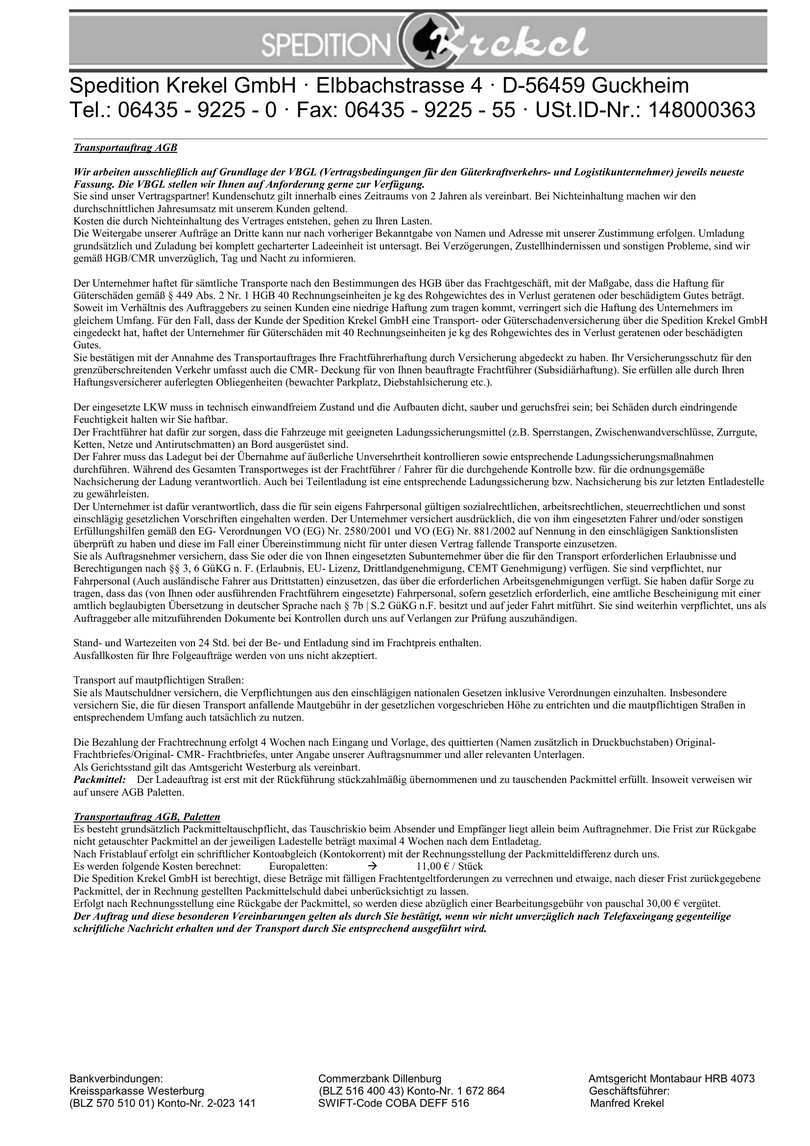 SPEDITION Krekel
Spedition Krekel GmbH · Elbbachstrasse 4 · D-56459 Guckheim
Tel.: 06435 - 9225 - 0 · Fax: 06435 - 9225 - 55 · USt.ID-Nr.: 148000363
Transportauftrag AGB
Wir arbeiten ausschließlich auf Grundlage der VBGL (Vertragsbedingungen für den Güterkraftverkehrs- und Logistikunternehmer) jeweils neueste
Fassung. Die VBGL stellen wir Ihnen auf Anforderung gerne zur Verfügung.
Sie sind unser Vertragspartner! Kundenschutz gilt innerhalb eines Zeitraums von 2 Jahren als vereinbart. Bei Nichteinhaltung machen wir den
durchschnittlichen Jahresumsatz mit unserem Kunden geltend.
Kosten die durch Nichteinhaltung des Vertrages entstehen, gehen zu Ihren Lasten.
Die Weitergabe unserer Aufträge an Dritte kann nur nach vorheriger Bekanntgabe von Namen und Adresse mit unserer Zustimmung erfolgen. Umladung
grundsätzlich und Zuladung bei komplett gecharterter Ladeeinheit ist untersagt. Bei Verzögerungen, Zustellhindernissen und sonstigen Probleme, sind wir
gemäß HGB/CMR unverzüglich, Tag und Nacht zu informieren.
Der Unternehmer haftet für sämtliche Transporte nach den Bestimmungen des HGB über das Frachtgeschäft, mit der Maßgabe, dass die Haftung für
Güterschäden gemäß § 449 Abs. 2 Nr. 1 HGB 40 Rechnungseinheiten je kg des Rohgewichtes des in Verlust geratenen oder beschädigtem Gutes beträgt.
Soweit im Verhältnis des Auftraggebers zu seinen Kunden eine niedrige Haftung zum tragen kommt, verringert sich die Haftung des Unternehmers im
gleichem Umfang. Für den Fall, dass der Kunde der Spedition Krekel GmbH eine Transport- oder Güterschadenversicherung über die Spedition Krekel GmbH
eingedeckt hat, haftet der Unternehmer für Güterschäden mit 40 Rechnungseinheiten je kg des Rohgewichtes des in Verlust geratenen oder beschädigten
Gutes.
Sie bestätigen mit der Annahme des Transportauftrages Ihre Frachtführerhaftung durch Versicherung abgedeckt zu haben. Ihr Versicherungsschutz für den
grenzüberschreitenden Verkehr umfasst auch die CMR- Deckung für von Ihnen beauftragte Frachtführer (Subsidiärhaftung). Sie erfüllen alle durch Ihren
Haftungsversicherer auferlegten Obliegenheiten (bewachter Parkplatz, Diebstahlsicherung etc.).
Der eingesetzte LKW muss in technisch einwandfreiem Zustand und die Aufbauten dicht, sauber und geruchsfrei sein; bei Schäden durch eindringende
Feuchtigkeit halten wir Sie haftbar.
Der Frachtführer hat dafür zur sorgen, dass die Fahrzeuge mit geeigneten Ladungssicherungsmittel (z.B. Sperrstangen, Zwischenwandverschlüsse, Zurrgute,
Ketten, Netze und Antirutschmatten) an Bord ausgerüstet sind.
Der Fahrer muss das Ladegut bei der Übernahme auf äußerliche Unversehrtheit kontrollieren sowie entsprechende Ladungssicherungsmaßnahmen
durchführen. Während des Gesamten Transportweges ist der Frachtführer / Fahrer für die durchgehende Kontrolle bzw. für die ordnungsgemäße
Nachsicherung der Ladung verantwortlich. Auch bei Teilentladung ist eine entsprechende Ladungssicherung bzw. Nachsicherung bis zur letzten Entladestelle
zu gewährleisten.
Der Unternehmer ist dafür verantwortlich, dass die für sein eigens Fahrpersonal gültigen sozialrechtlichen, arbeitsrechtlichen, steuerrechtlichen und sonst
einschlägig gesetzlichen Vorschriften eingehalten werden. Der Unternehmer versichert ausdrücklich, die von ihm eingesetzten Fahrer und/oder sonstigen
Erfüllungshilfen gemäß den EG- Verordnungen VO (EG) Nr. 2580/2001 und VO (EG) Nr. 881/2002 auf Nennung in den einschlägigen Sanktionslisten
überprüft zu haben und diese im Fall einer Übereinstimmung nicht für unter diesen Vertrag fallende Transporte einzusetzen.
Sie als Auftragsnehmer versichern, dass Sie oder die von Ihnen eingesetzten Subunternehmer über die für den Transport erforderlichen Erlaubnisse und
Berechtigungen nach §§ 3, 6 GüKG n. F. (Erlaubnis, EU- Lizenz, Drittlandgenehmigung, CEMT Genehmigung) verfügen. Sie sind verpflichtet, nur
Fahrpersonal (Auch ausländische Fahrer aus Drittstatten) einzusetzen, das über die erforderlichen Arbeitsgenehmigungen verfügt. Sie haben dafür Sorge zu
tragen, dass das (von Ihnen oder ausführenden Frachtführern eingesetzte) Fahrpersonal, sofern gesetzlich erforderlich, eine amtliche Bescheinigung mit einer
amtlich beglaubigten Übersetzung in deutscher Sprache nach § 7b | S.2 GüKG n.F. besitzt und auf jeder Fahrt mitführt. Sie sind weiterhin verpflichtet, uns als
Auftraggeber alle mitzuführenden Dokumente bei Kontrollen durch uns auf Verlangen zur Prüfung auszuhändigen.
Stand- und Wartezeiten von 24 Std. bei der Be- und Entladung sind im Frachtpreis enthalten.
Ausfallkosten für Ihre Folgeaufträge werden von uns nicht akzeptiert.
Transport auf mautpflichtigen Straßen:
Sie als Mautschuldner versichern, die Verpflichtungen aus den einschlägigen nationalen Gesetzen inklusive Verordnungen einzuhalten. Insbesondere
versichern Sie, die für diesen Transport anfallende Mautgebühr in der gesetzlichen vorgeschrieben Höhe zu entrichten und die mautpflichtigen Straßen in
entsprechendem Umfang auch tatsächlich zu nutzen.
Die Bezahlung der Frachtrechnung erfolgt 4 Wochen nach Eingang und Vorlage, des quittierten (Namen zusätzlich in Druckbuchstaben) Original-
Frachtbriefes/Original- CMR- Frachtbriefes, unter Angabe unserer Auftragsnummer und aller relevanten Unterlagen.
Als Gerichtsstand gilt das Amtsgericht Westerburg als vereinbart.
Packmittel: Der Ladeauftrag ist erst mit der Rückführung stückzahlmäßig übernommenen und zu tauschenden Packmittel erfüllt. Insoweit verweisen wir
auf unsere AGB Paletten.
Transportauftrag AGB, Paletten
Es besteht grundsätzlich Packmitteltauschpflicht, das Tauschriskio beim Absender und Empfänger liegt allein beim Auftragnehmer. Die Frist zur Rückgabe
nicht getauschter Packmittel an der jeweiligen Ladestelle beträgt maximal 4 Wochen nach dem Entladetag.
Nach Fristablauf erfolgt ein schriftlicher Kontoabgleich (Kontokorrent) mit der Rechnungsstellung der Packmitteldifferenz durch uns.
Es werden folgende Kosten berechnet: Europaletten: → 11,00 € / Stück
Die Spedition Krekel GmbH ist berechtigt, diese Beträge mit fälligen Frachtentgeltforderungen zu verrechnen und etwaige, nach dieser Frist zurückgegebene
Packmittel, der in Rechnung gestellten Packmittelschuld dabei unberücksichtigt zu lassen.
Erfolgt nach Rechnungsstellung eine Rückgabe der Packmittel, so werden diese abzüglich einer Bearbeitungsgebühr von pauschal 30,00 € vergütet.
Der Auftrag und diese besonderen Vereinbarungen gelten als durch Sie bestätigt, wenn wir nicht unverzüglich nach Telefaxeingang gegenteilige
schriftliche Nachricht erhalten und der Transport durch Sie entsprechend ausgeführt wird.
Bankverbindungen: Commerzbank Dillenburg Amtsgericht Montabaur HRB 4073
Kreissparkasse Westerburg (BLZ 516 400 43) Konto-Nr. 1 672 864 Geschäftsführer:
(BLZ 570 510 01) Konto-Nr. 2-023 141 SWIFT-Code COBA DEFF 516 Manfred Krekel